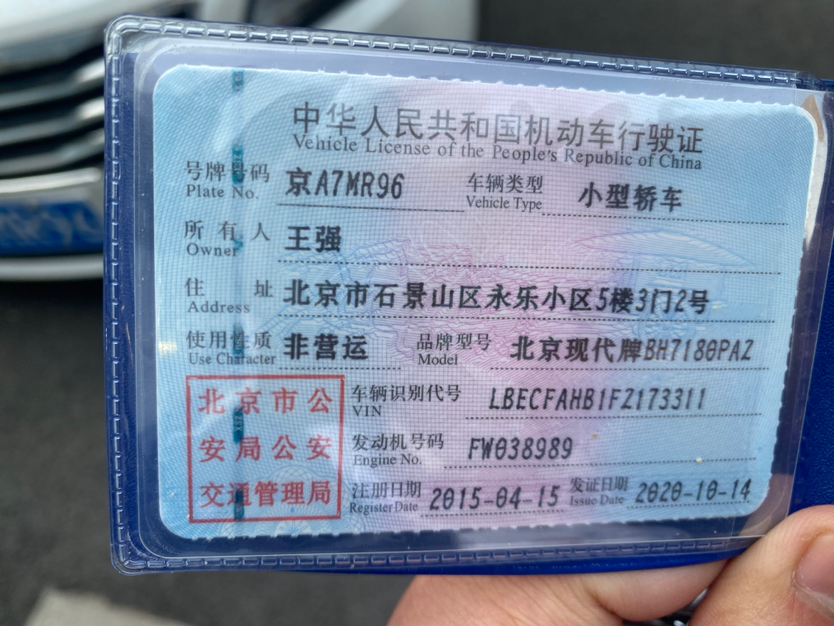 中华人民共和国机动车行驶证
Vehicle License of the People's Republic of China
号牌号码 京A7MR96 车辆类型 小型轿车
Plate No. Vehicle Type
所有人 王强
Owner
住址 北京市石景山区永乐小区5楼3门2号
Address
使用性质 非营运 品牌型号 北京现代牌BH7180PAZ
Use Character Model
北京市公
安局公安
交通管理局
车辆识别代号 LBECFAHB1FZ173311
VIN
发动机号码 FW038989
Engine No.
注册日期 2015-04-15 发证日期 2020-10-14
Register Date Issue Date